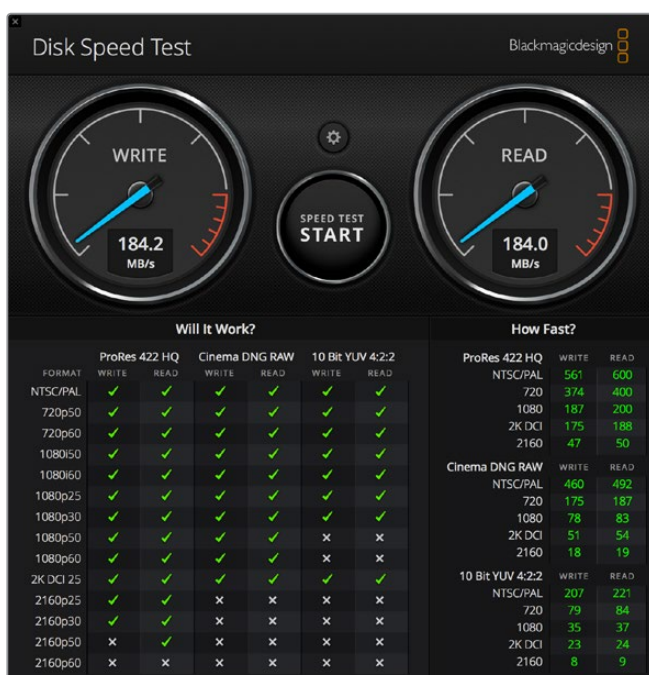 Disk Speed Test
Blackmagicdesign
WRITE
184.2
MB/s
SPEED TEST
START
READ
184.0
MB/s
Will It Work?
ProRes 422 HQ Cinema DNG RAW 10 Bit YUV 4:2:2
FORMAT WRITE READ WRITE READ WRITE READ
NTSC/PAL ✓ ✓ ✓ ✓ ✓ ✓
720p50 ✓ ✓ ✓ ✓ ✓ ✓
720p60 ✓ ✓ ✓ ✓ ✓ ✓
1080i50 ✓ ✓ ✓ ✓ ✓ ✓
1080i60 ✓ ✓ ✓ ✓ ✓ ✓
1080p25 ✓ ✓ ✓ ✓ ✓ ✓
1080p30 ✓ ✓ ✓ ✓ ✓ ✓
1080p50 ✓ ✓ ✓ ✓ × ×
1080p60 ✓ ✓ ✓ ✓ × ×
2K DCI 25 ✓ ✓ ✓ ✓ ✓ ✓
2160p25 ✓ ✓ × × × ×
2160p30 ✓ ✓ × × × ×
2160p50 × ✓ × × × ×
2160p60 × × × × × ×
How Fast?
ProRes 422 HQ WRITE READ
NTSC/PAL 561 600
720 374 400
1080 187 200
2K DCI 175 188
2160 47 50
Cinema DNG RAW WRITE READ
NTSC/PAL 460 492
720 175 187
1080 78 83
2K DCI 51 54
2160 18 19
10 Bit YUV 4:2:2 WRITE READ
NTSC/PAL 207 221
720 79 84
1080 35 37
2K DCI 23 24
2160 8 9